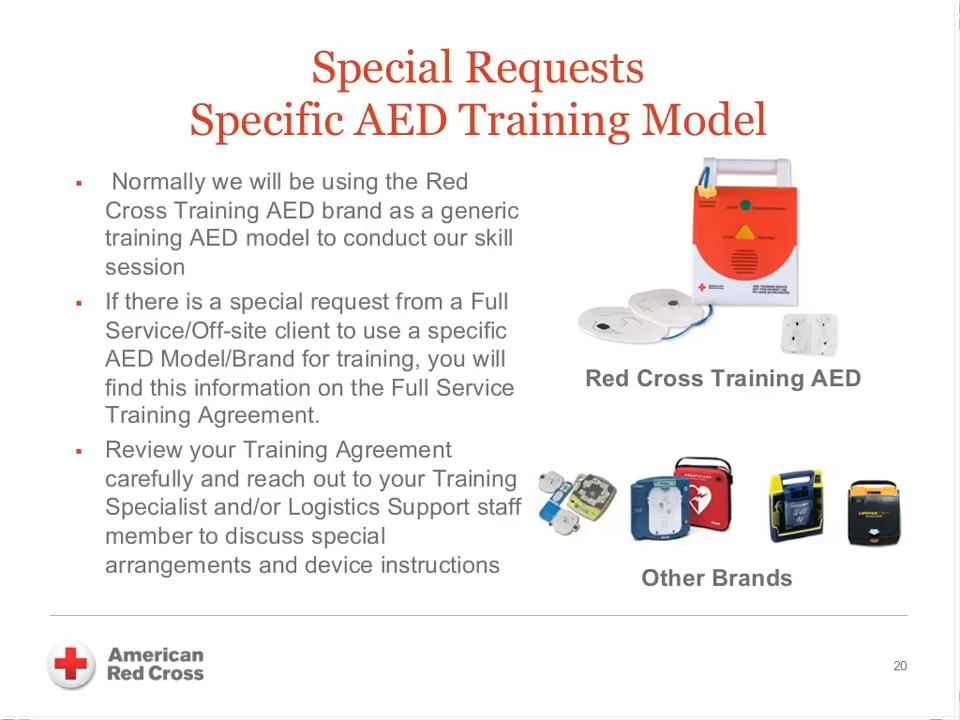 Special Requests
Specific AED Training Model
▪ Normally we will be using the Red
Cross Training AED brand as a generic
training AED model to conduct our skill
session
▪ If there is a special request from a Full
Service/Off-site client to use a specific
AED Model/Brand for training, you will
find this information on the Full Service
Training Agreement.
▪ Review your Training Agreement
carefully and reach out to your Training
Specialist and/or Logistics Support staff
member to discuss special
arrangements and device instructions
Red Cross Training AED
Other Brands
American
Red Cross
20